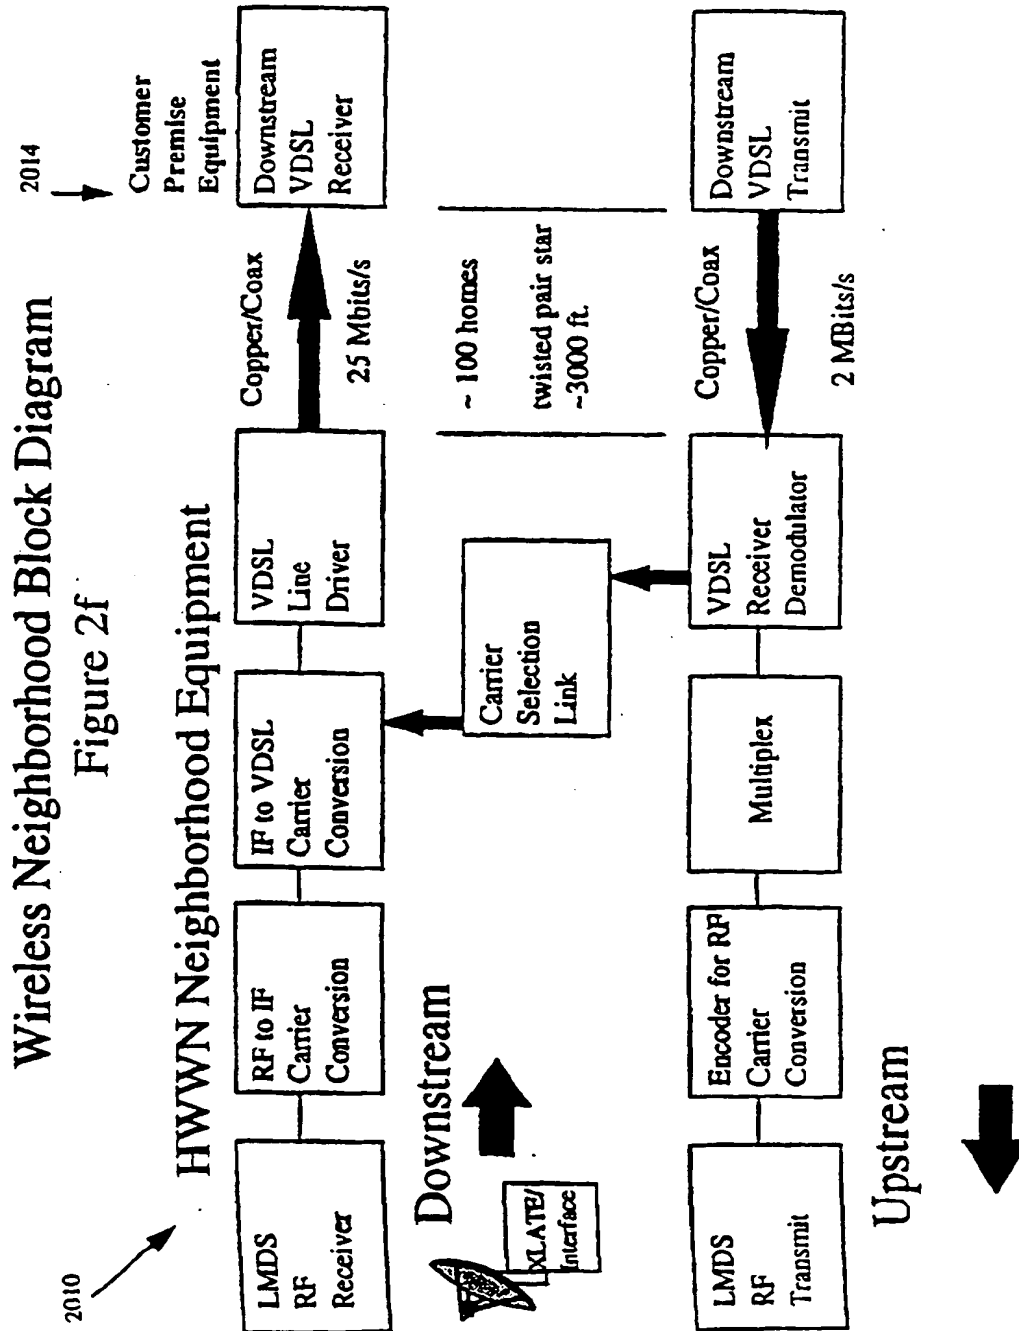 Wireless Neighborhood Block Diagram
Figure 2f
2010
HWWN Neighborhood Equipment
2014
Customer
Premise
Equipment
LMDS
RF
Receiver
RF to IF
Carrier
Conversion
IF to VDSL
Carrier
Conversion
VDSL
Line
Driver
Copper/Coax
25 Mbits/s
Downstream
VDSL
Receiver
Downstream
XLATE/
Interface
Carrier
Selection
Link
~ 100 homes
twisted pair star
~3000 ft.
LMDS
RF
Transmit
Encoder for RF
Carrier
Conversion
Multiplex
VDSL
Receiver
Demodulator
Copper/Coax
2 MBits/s
Downstream
VDSL
Transmit
Upstream